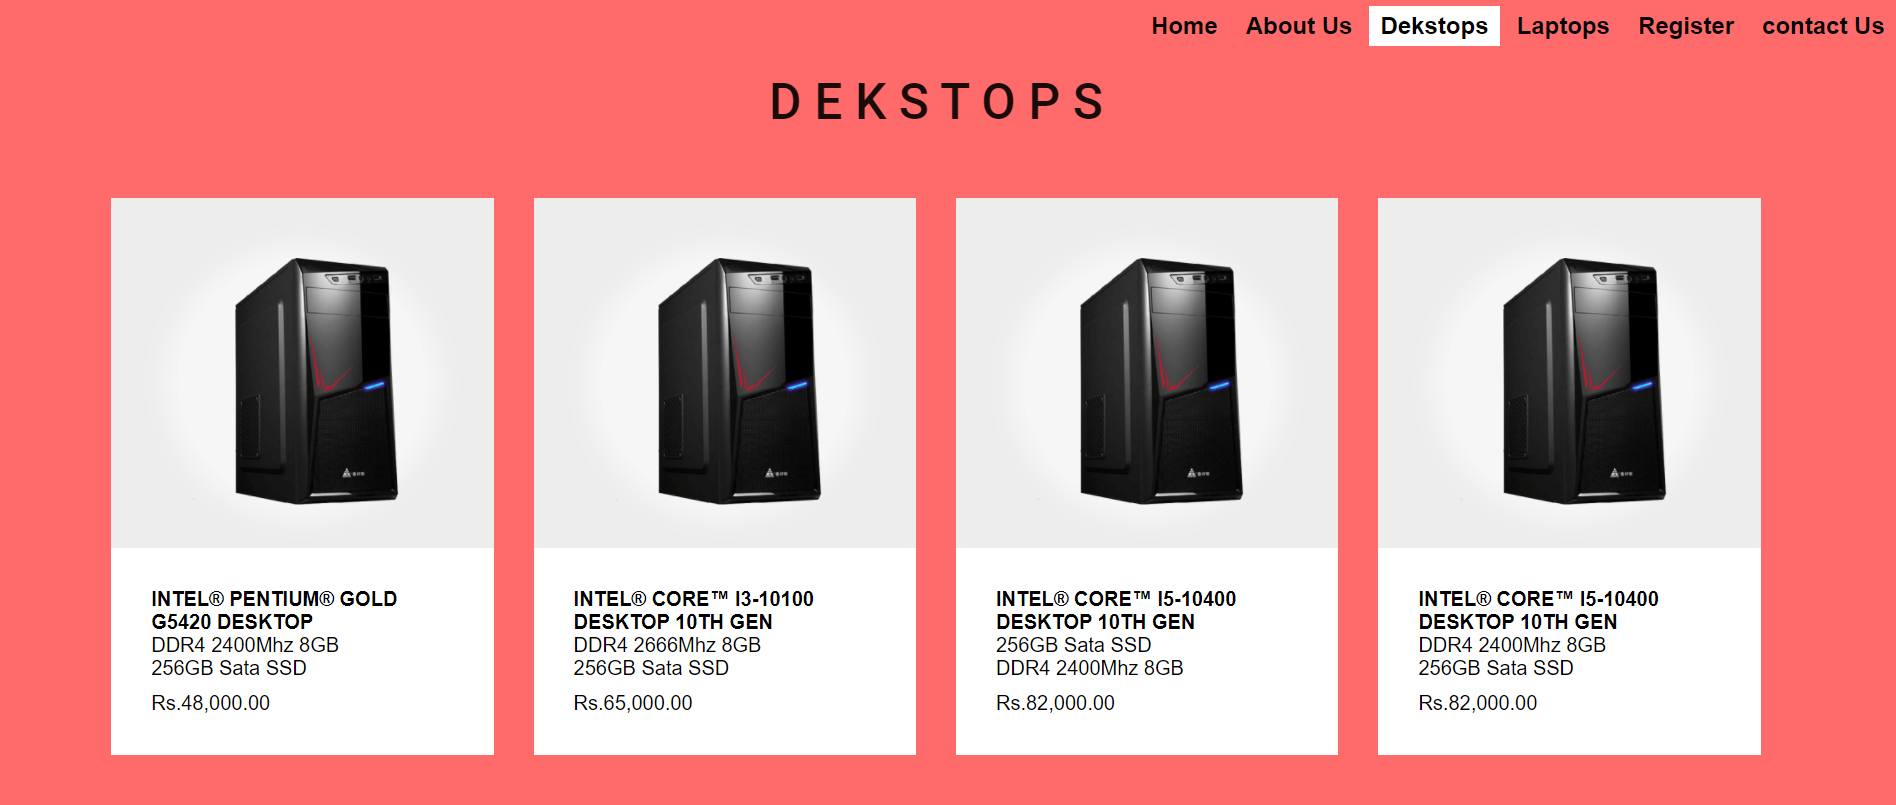 Home About Us Dekstops Laptops Register contact Us
DEKSTOPS
INTEL® PENTIUM® GOLD
G5420 DESKTOP
DDR4 2400Mhz 8GB
256GB Sata SSD
Rs.48,000.00
INTEL® CORE™ I3-10100
DESKTOP 10TH GEN
DDR4 2666Mhz 8GB
256GB Sata SSD
Rs.65,000.00
INTEL® CORE™ I5-10400
DESKTOP 10TH GEN
256GB Sata SSD
DDR4 2400Mhz 8GB
Rs.82,000.00
INTEL® CORE™ I5-10400
DESKTOP 10TH GEN
DDR4 2400Mhz 8GB
256GB Sata SSD
Rs.82,000.00